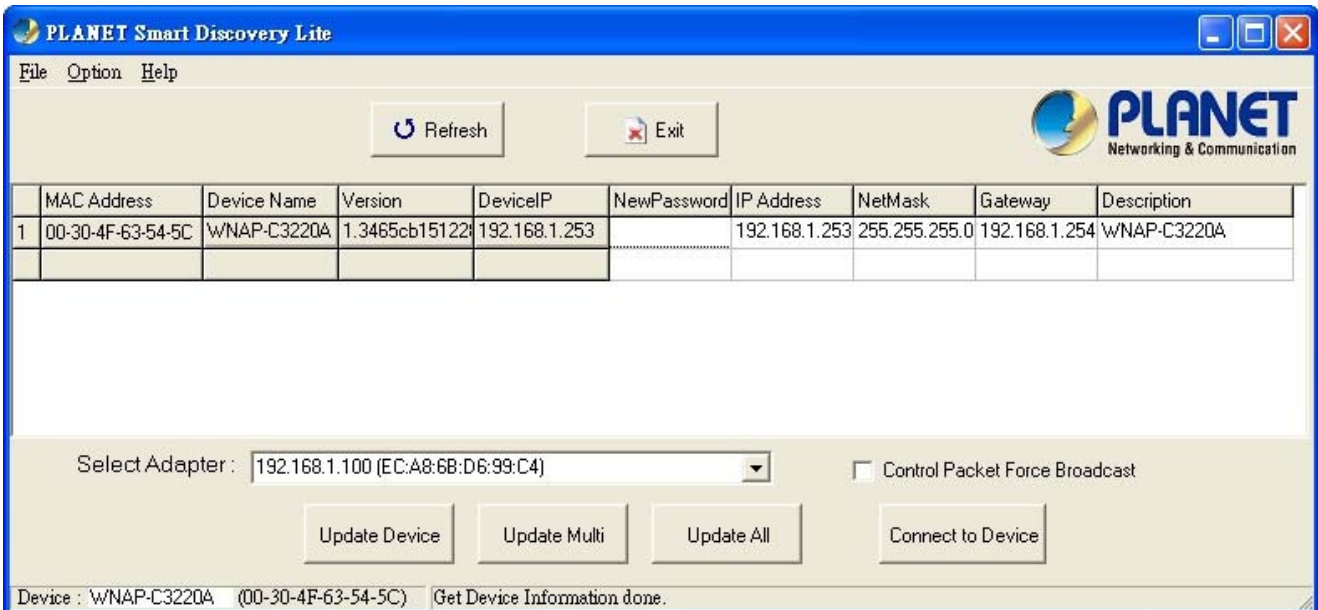 PLANET Smart Discovery Lite
File Option Help
Refresh Exit
PLANET
Networking & Communication
MAC Address Device Name Version DeviceIP NewPassword IP Address NetMask Gateway Description
1 00-30-4F-63-54-5C WNAP-C3220A 1.3465cb15122 192.168.1.253 192.168.1.253 255.255.255.0 192.168.1.254 WNAP-C3220A
Select Adapter : 192.168.1.100 (EC:A8:6B:D6:99:C4) Control Packet Force Broadcast
Update Device Update Multi Update All Connect to Device
Device : WNAP-C3220A (00-30-4F-63-54-5C) Get Device Information done.